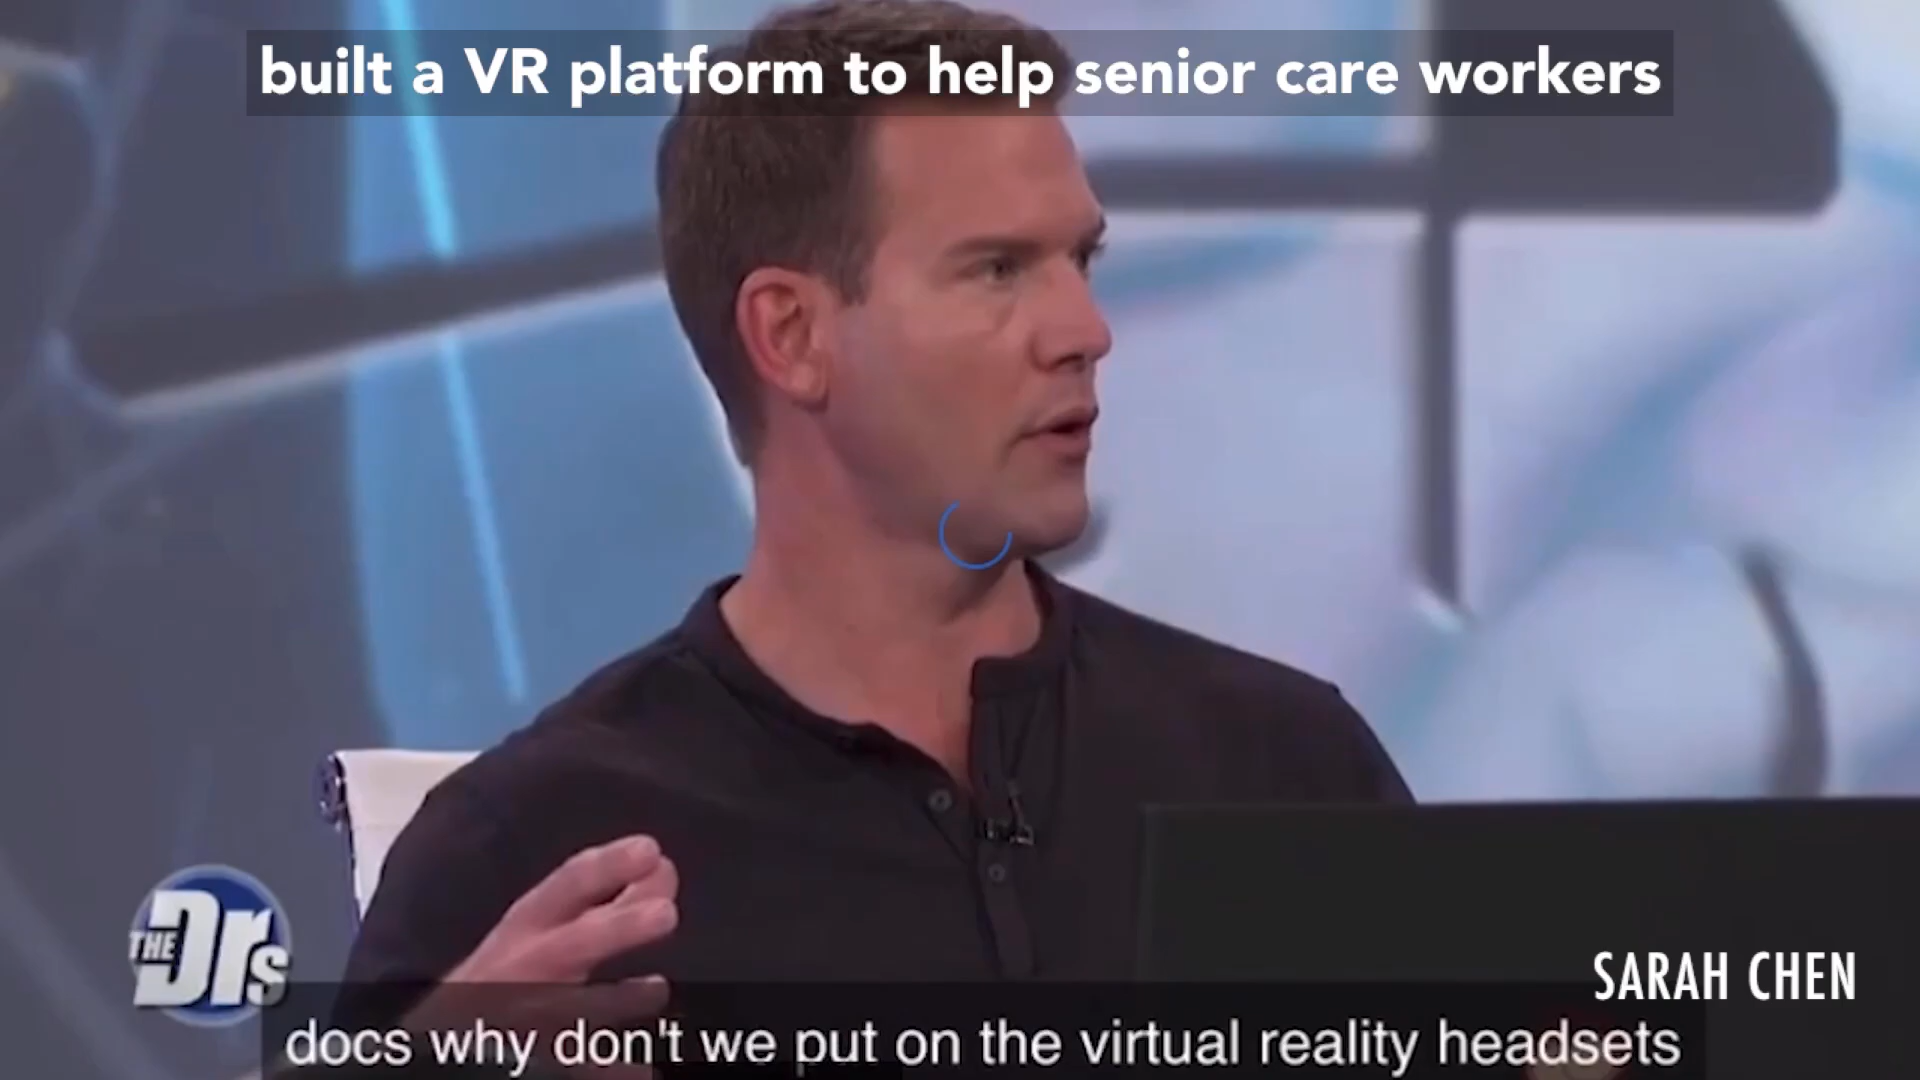 built a VR platform to help senior care workers
THE
Drs
SARAH CHEN
docs why don't we put on the virtual reality headsets